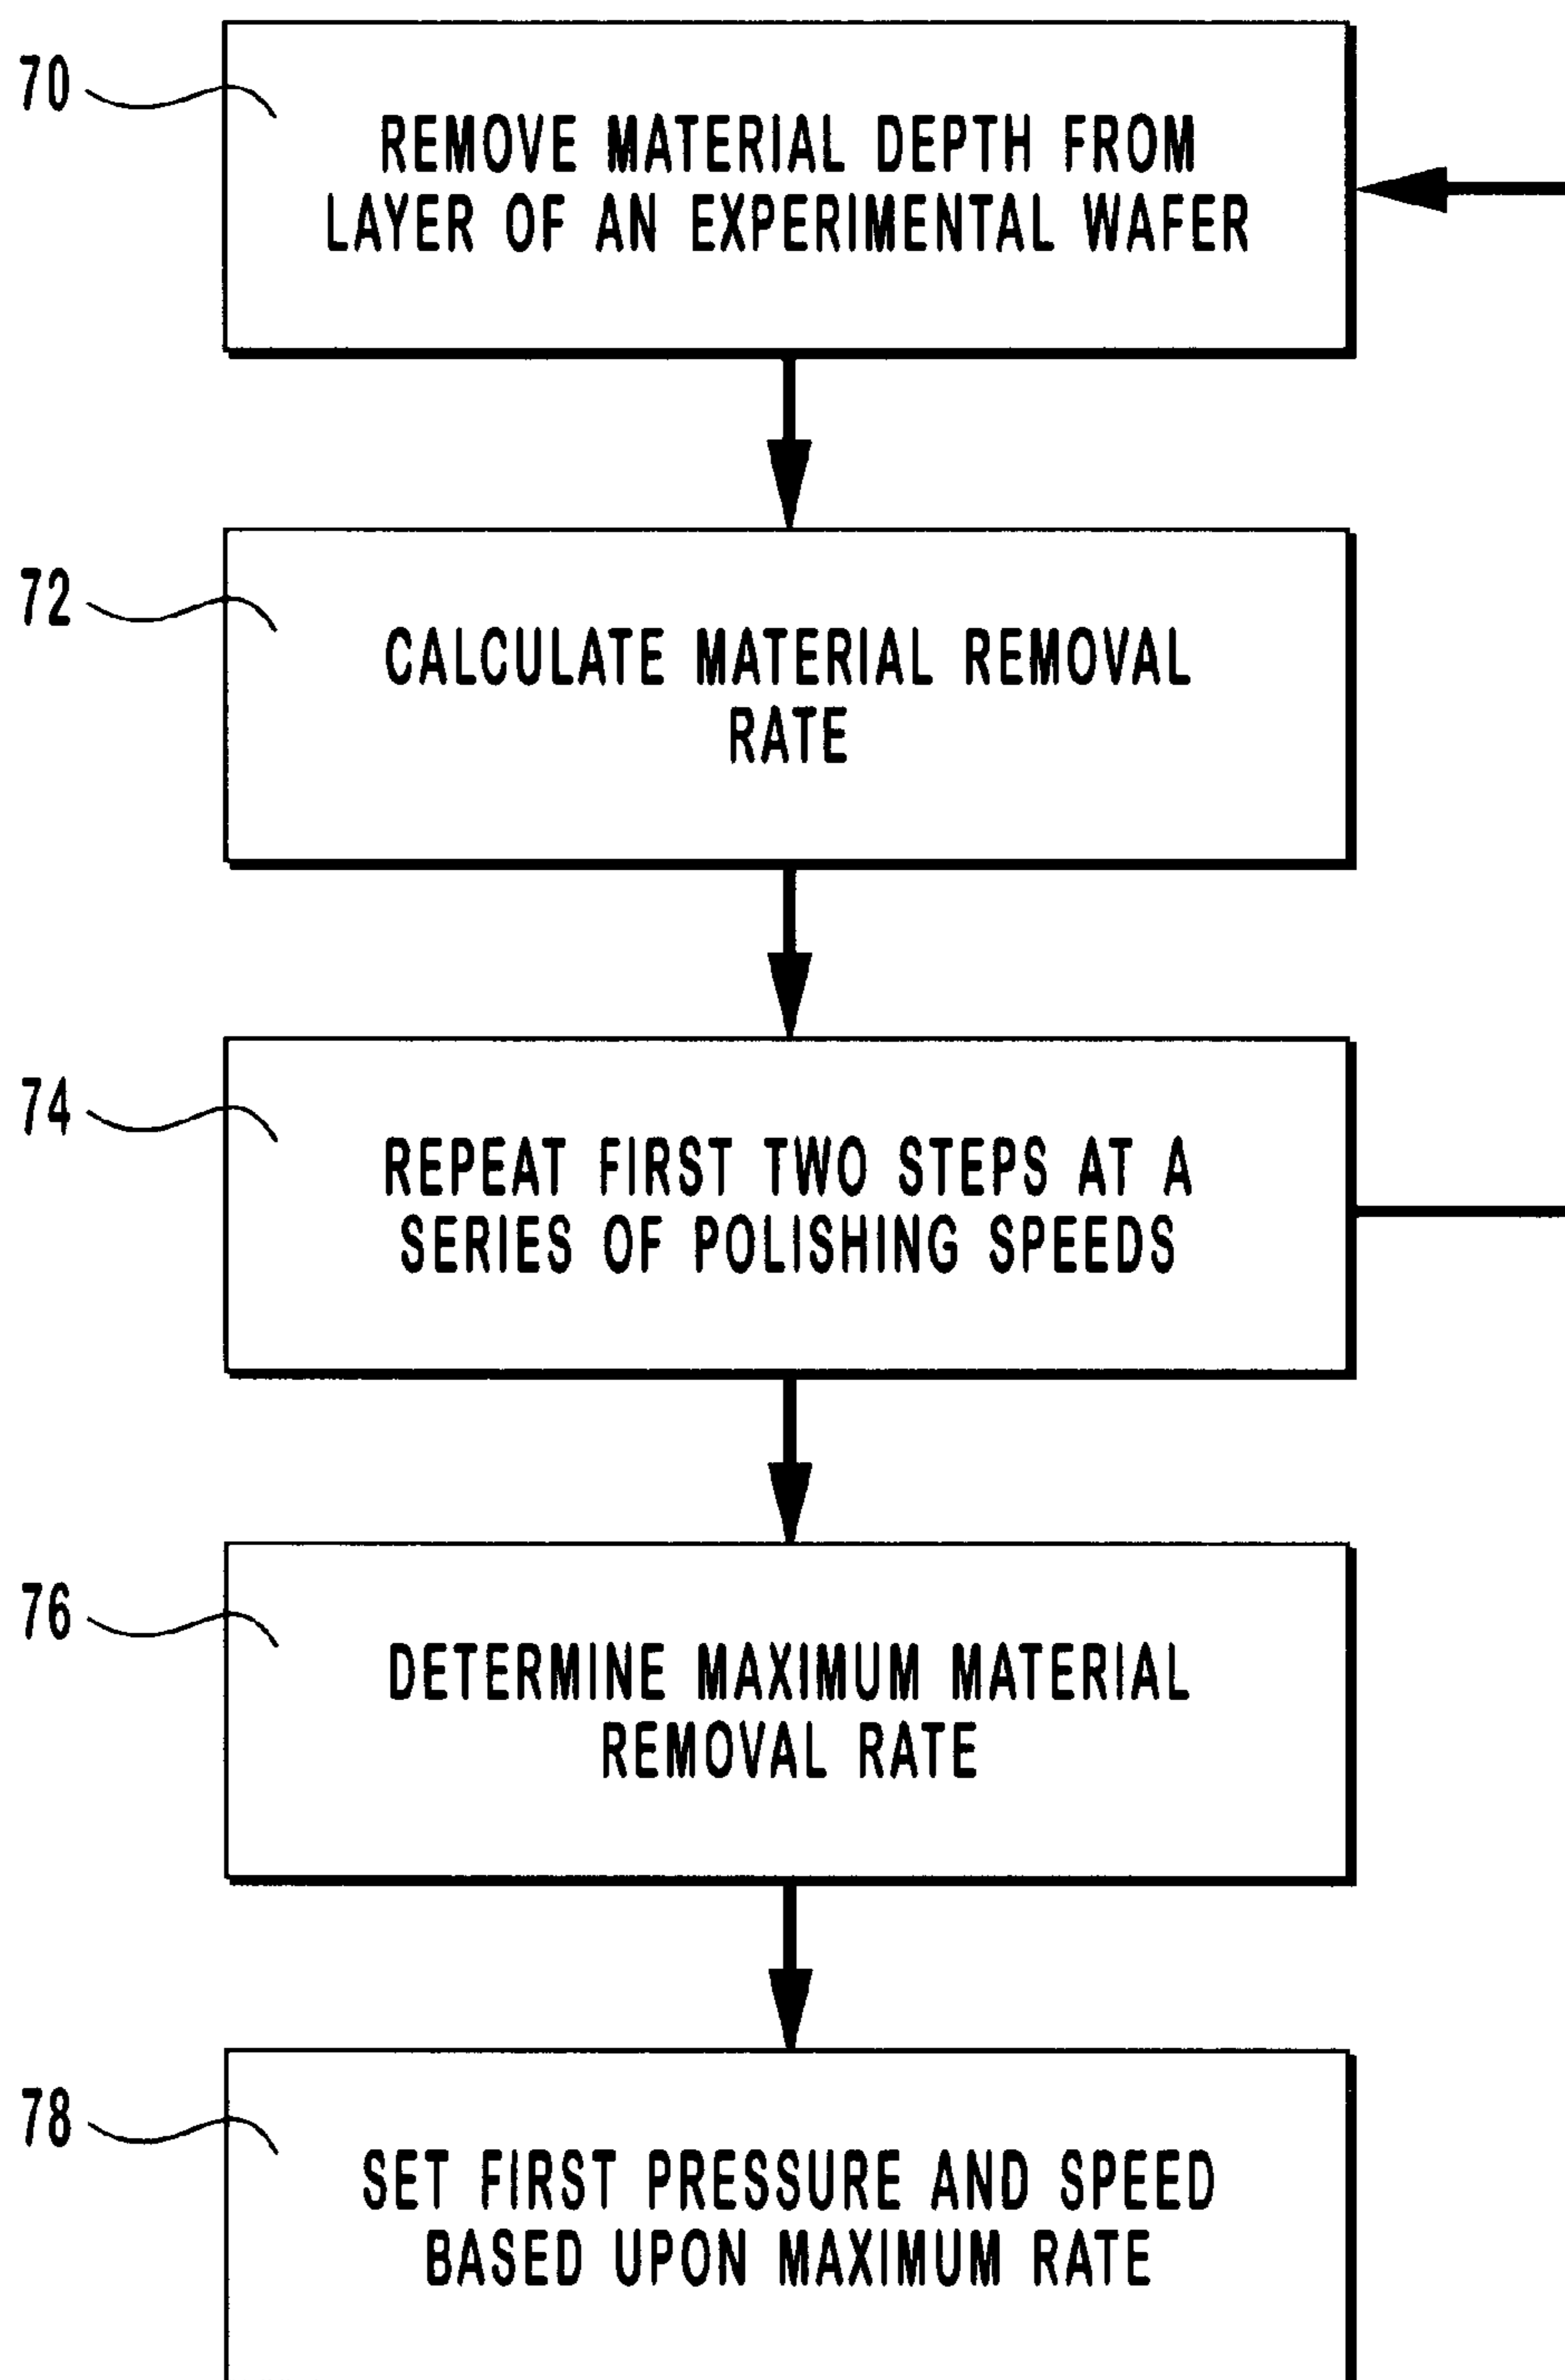 70
REMOVE MATERIAL DEPTH FROM
LAYER OF AN EXPERIMENTAL WAFER
72
CALCULATE MATERIAL REMOVAL
RATE
74
REPEAT FIRST TWO STEPS AT A
SERIES OF POLISHING SPEEDS
76
DETERMINE MAXIMUM MATERIAL
REMOVAL RATE
78
SET FIRST PRESSURE AND SPEED
BASED UPON MAXIMUM RATE